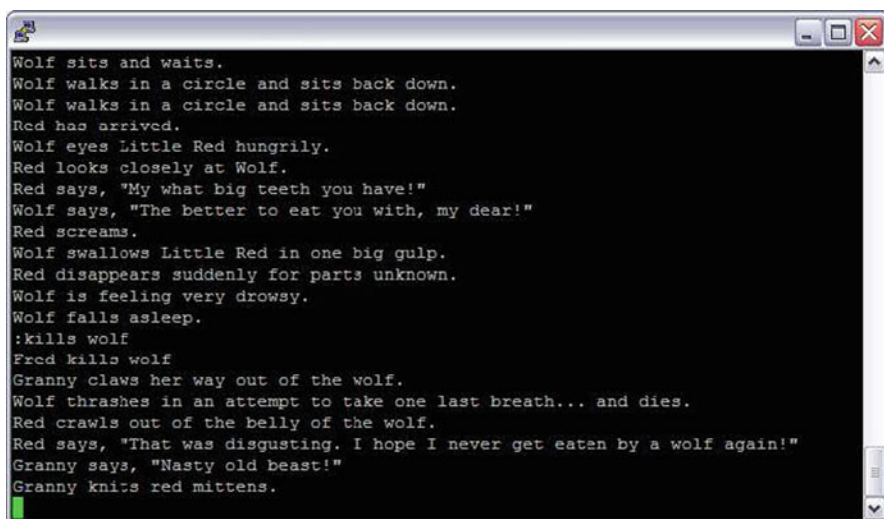 Wolf sits and waits.
Wolf walks in a circle and sits back down.
Wolf walks in a circle and sits back down.
Red has arrived.
Wolf eyes Little Red hungrily.
Red looks closely at Wolf.
Red says, "My what big teeth you have!"
Wolf says, "The better to eat you with, my dear!"
Red screams.
Wolf swallows Little Red in one big gulp.
Red disappears suddenly for parts unknown.
Wolf is feeling very drowsy.
Wolf falls asleep.
:kills wolf
Fred kills wolf
Granny claws her way out of the wolf.
Wolf thrashes in an attempt to take one last breath... and dies.
Red crawls out of the belly of the wolf.
Red says, "That was disgusting. I hope I never get eaten by a wolf again!"
Granny says, "Nasty old beast!"
Granny knits red mittens.